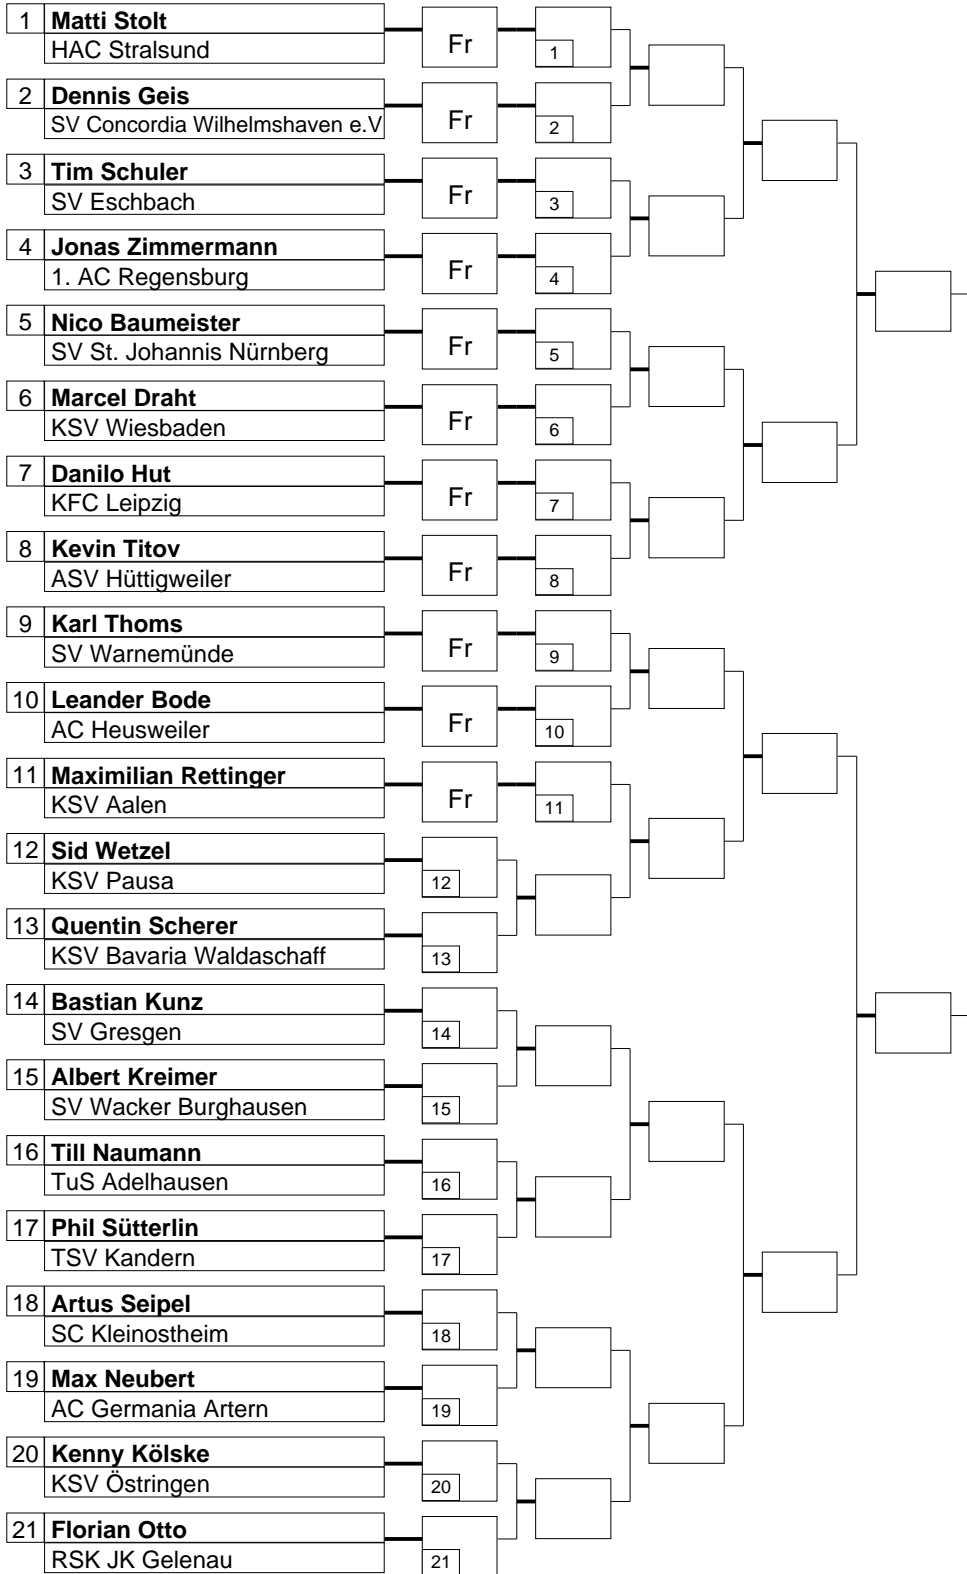 1 Matti Stolt
HAC Stralsund
Fr
1
2 Dennis Geis
SV Concordia Wilhelmshaven e.V
Fr
2
3 Tim Schuler
SV Eschbach
Fr
3
4 Jonas Zimmermann
1. AC Regensburg
Fr
4
5 Nico Baumeister
SV St. Johannis Nürnberg
Fr
5
6 Marcel Draht
KSV Wiesbaden
Fr
6
7 Danilo Hut
KFC Leipzig
Fr
7
8 Kevin Titov
ASV Hüttigweiler
Fr
8
9 Karl Thoms
SV Warnemünde
Fr
9
10 Leander Bode
AC Heusweiler
Fr
10
11 Maximilian Rettinger
KSV Aalen
Fr
11
12 Sid Wetzel
KSV Pausa
12
13 Quentin Scherer
KSV Bavaria Waldaschaff
13
14 Bastian Kunz
SV Gresgen
14
15 Albert Kreimer
SV Wacker Burghausen
15
16 Till Naumann
TuS Adelhausen
16
17 Phil Sütterlin
TSV Kandern
17
18 Artus Seipel
SC Kleinostheim
18
19 Max Neubert
AC Germania Artern
19
20 Kenny Kölske
KSV Östringen
20
21 Florian Otto
RSK JK Gelenau
21